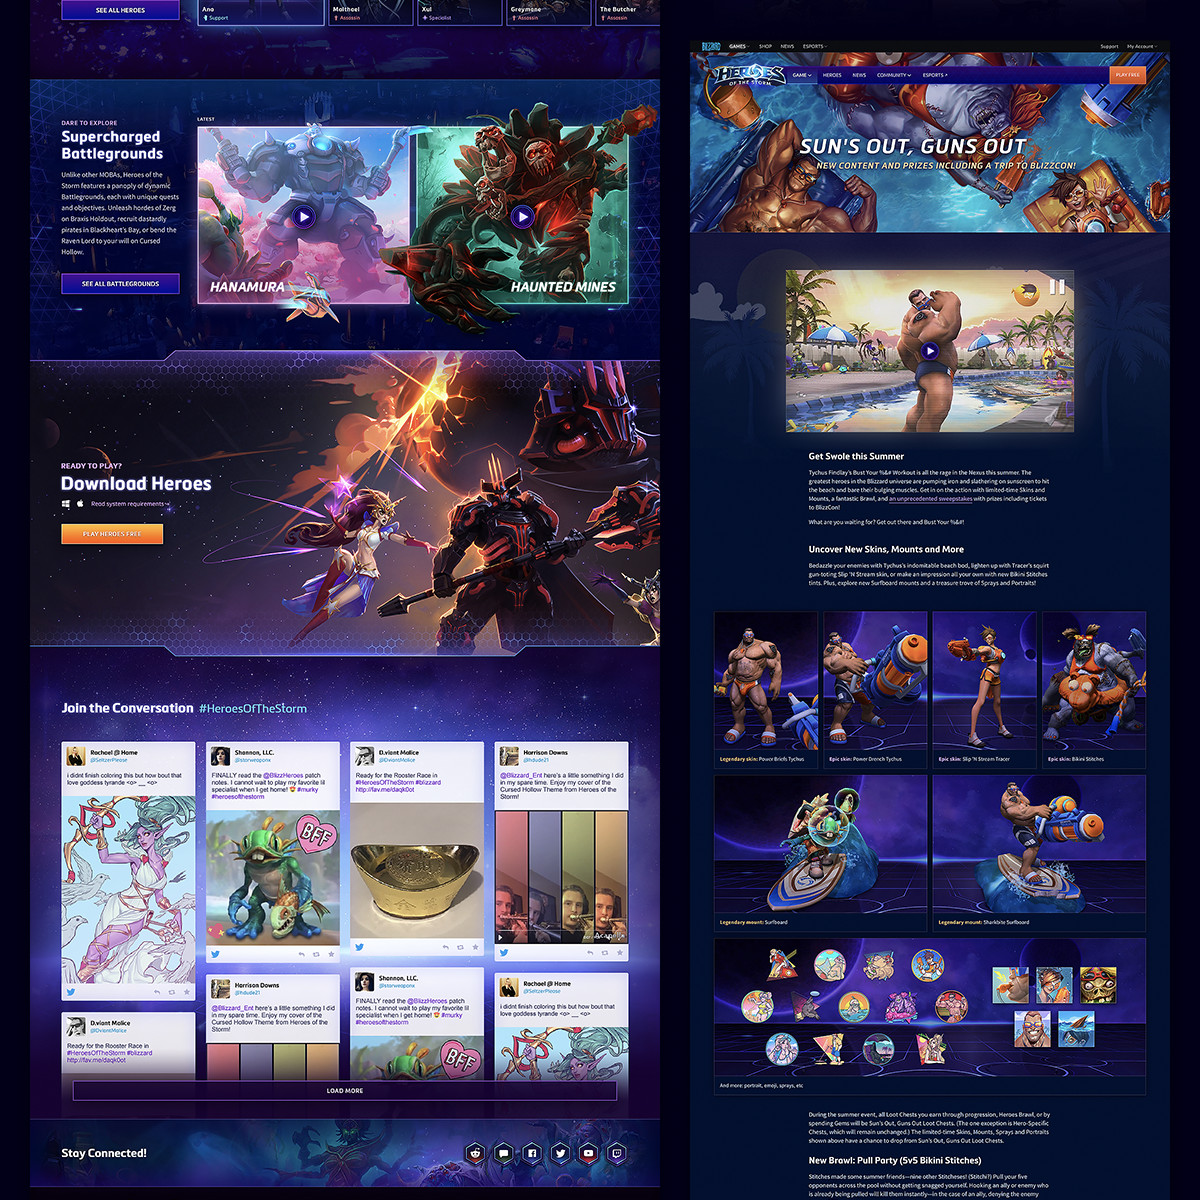 SEE ALL HEROES
Ana
Support
Malthael
Assassin
Xul
Specialist
Greymane
Assassin
The Butcher
Assassin
DARE TO EXPLORE
Supercharged
Battlegrounds
Unlike other MOBAs, Heroes of the
Storm features a panoply of dynamic
Battlegrounds, each with unique quests
and objectives. Unleash hordes of Zerg
on Braxis Holdout, recruit dastardly
pirates in Blackheart's Bay, or bend the
Raven Lord to your will on Cursed
Hollow.
SEE ALL BATTLEGROUNDS
LATEST
HANAMURA
HAUNTED MINES
READY TO PLAY?
Download Heroes
Read system requirements
PLAY HEROES FREE
Join the Conversation #HeroesOfTheStorm
Rachael @ Home
@SeltzerPlease
i didnt finish coloring this but how bout that
love goddess tyrande <o> __ <o>
D.viant Malice
@DviantMalice
Ready for the Rooster Race in
#HeroesOfTheStorm #blizzard
http://fav.me/daqk0ot
Shannon, LLC.
@starweaponx
FINALLY read the @BlizzHeroes patch
notes. I cannot wait to play my favorite lil
specialist when I get home! #murky
#heroesofthestorm
BFF
Harrison Downs
@hdude21
@Blizzard_Ent here's a little something I did
in my spare time. Enjoy my cover of the
Cursed Hollow Theme from Heroes of the
Storm!
D.viant Malice
@DviantMalice
Ready for the Rooster Race in
#HeroesOfTheStorm #blizzard
http://fav.me/daqk0ot
Shannon, LLC.
@starweaponx
FINALLY read the @BlizzHeroes patch
notes. I cannot wait to play my favorite lil
specialist when I get home! #murky
#heroesofthestorm
BFF
Harrison Downs
@hdude21
@Blizzard_Ent here's a little something I did
in my spare time. Enjoy my cover of the
Cursed Hollow Theme from Heroes of the
Storm!
Acapella
Rachael @ Home
@SeltzerPlease
i didnt finish coloring this but how bout that
love goddess tyrande <o> __ <o>
LOAD MORE
Stay Connected!
BLIZZARD
GAMES
SHOP
NEWS
ESPORTS
Support
My Account
HEROES
OF THE STORM
GAME
HEROES
NEWS
COMMUNITY
ESPORTS
PLAY FREE
SUN'S OUT, GUNS OUT
NEW CONTENT AND PRIZES INCLUDING A TRIP TO BLIZZCON!
Get Swole this Summer
Tychus Findlay's Bust Your %&# Workout is all the rage in the Nexus this summer. The
greatest heroes in the Blizzard universe are pumping iron and slathering on sunscreen to hit
the beach and bare their bulging muscles. Get in on the action with limited-time Skins and
Mounts, a fantastic Brawl, and an unprecedented sweepstakes with prizes including tickets
to BlizzCon!
What are you waiting for? Get out there and Bust Your %&#!
Uncover New Skins, Mounts and More
Bedazzle your enemies with Tychus's indomitable beach bod, lighten up with Tracer's squirt
gun-toting Slip 'N Stream skin, or make an impression all your own with new Bikini Stitches
tints. Plus, explore new Surfboard mounts and a treasure trove of Sprays and Portraits!
Legendary skin: Power Briefs Tychus
Epic skin: Power Drench Tychus
Epic skin: Slip 'N Stream Tracer
Epic skin: Bikini Stitches
Legendary mount: Surfboard
Legendary mount: Sharkbite Surfboard
And more: portrait, emoji, sprays, etc
During the summer event, all Loot Chests you earn through progression, Heroes Brawl, or by
spending Gems will be Sun's Out, Guns Out Loot Chests. (The one exception is Hero-Specific
Chests, which will remain unchanged.) The limited-time Skins, Mounts, Sprays and Portraits
shown above have a chance to drop from Sun's Out, Guns Out Loot Chests.
New Brawl: Pull Party (5v5 Bikini Stitches)
Stitches made some summer friends—nine other Stitcheses! (Stitchi?) Pull your five
opponents across the pool without getting snagged yourself. Hooking an ally or enemy who
is already being pulled will kill them instantly—in the case of an ally, denying the enemy